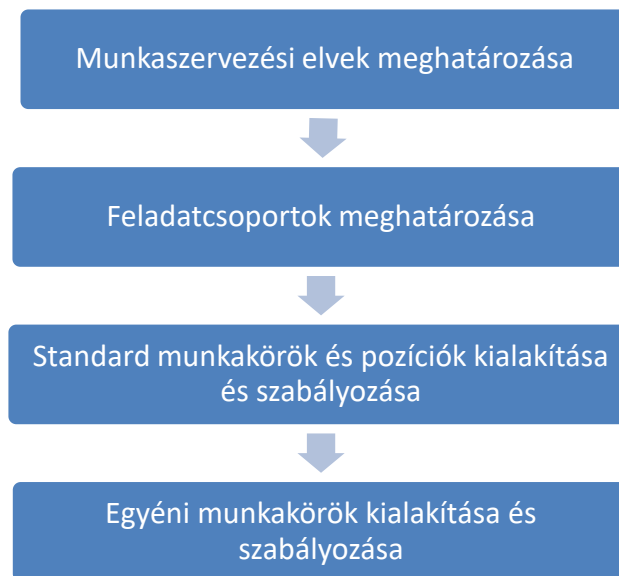 Munkaszervezési elvek meghatározása
Feladatcsoportok meghatározása
Standard munkakörök és pozíciók kialakítása
és szabályozása
Egyéni munkakörök kialakítása és
szabályozása